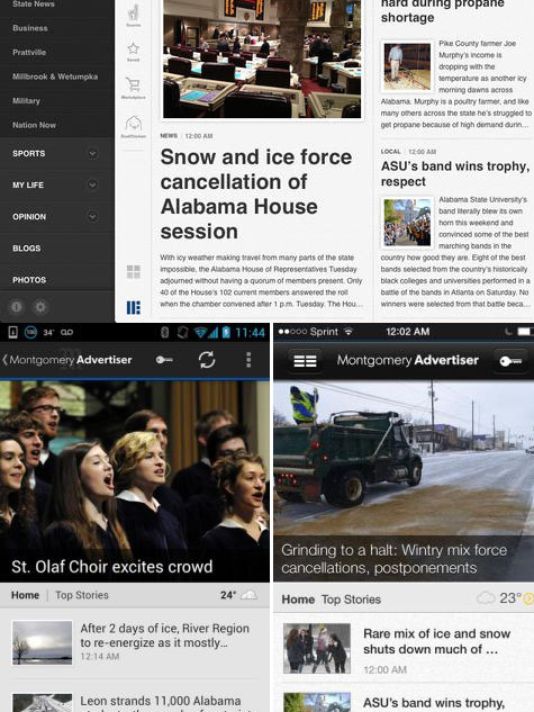 State News
Business
Prattville
Millbrook & Wetumpka
Military
Nation Now
SPORTS
MY LIFE
OPINION
BLOGS
PHOTOS
Events
Saved
Marketplace
NEWS 12:00 AM
Snow and ice force
cancellation of
Alabama House
session
With icy weather making travel from many parts of the state
impossible, the Alabama House of Representatives Tuesday
adjourned without having a quorum of members present. Only
40 of the House's 102 current members answered the roll
when the chamber convened after 1 p.m. Tuesday. The Hou...
hard during propane
shortage
Pike County farmer Joe
Murphy's income is
dropping with the
temperature as another icy
morning dawns across
Alabama. Murphy is a poultry farmer, and like
many others across the state he's struggled to
get propane because of high demand durin...
LOCAL 12:00 AM
ASU's band wins trophy,
respect
Alabama State University's
band literally blew its own
horn this weekend and
convinced some of the best
marching bands in the
country how good they are. Eight of the best
bands selected from the country's historically
black colleges and universities performed in a
battle of the bands in Atlanta on Saturday. No
winners were selected from that battle beca...
100 34° 11:44
Montgomery Advertiser
St. Olaf Choir excites crowd
Home | Top Stories 24°
After 2 days of ice, River Region
to re-energize as it mostly...
12:14 AM
Leon strands 11,000 Alabama
Sprint 12:02 AM
Montgomery Advertiser
Grinding to a halt: Wintry mix force
cancellations, postponements
Home Top Stories 23°
Rare mix of ice and snow
shuts down much of ...
12:00 AM
ASU's band wins trophy,